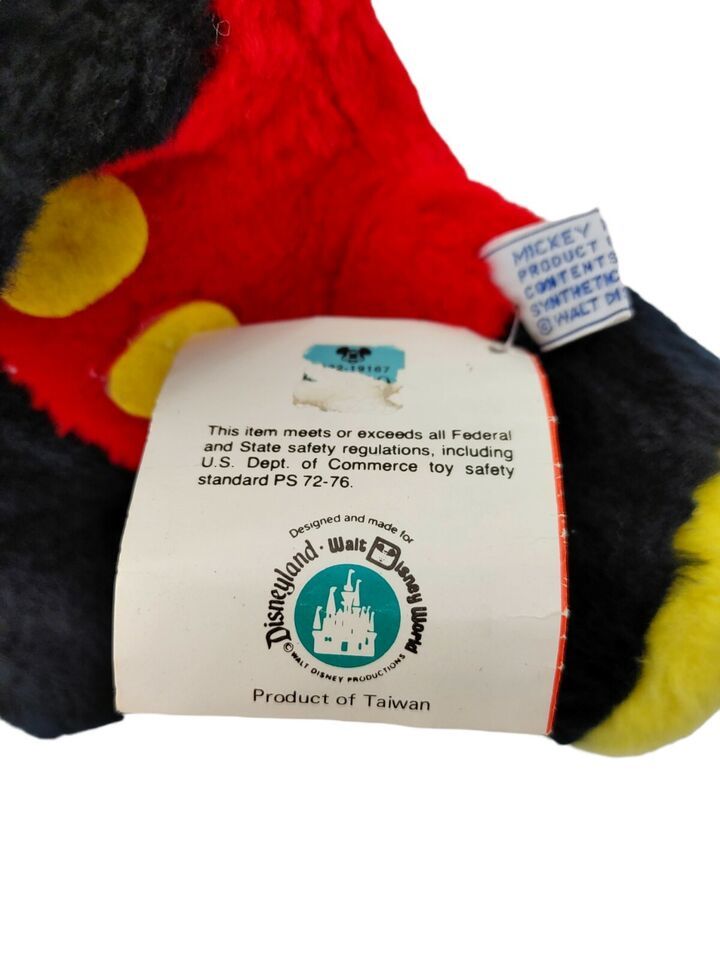 MICKEY
PRODUCT
CONTENTS
SYNTHETIC
© WALT
22-19167
This item meets or exceeds all Federal
and State safety regulations, including
U.S. Dept. of Commerce toy safety
standard PS 72-76.
Designed and made for
Disneyland · Walt Disney World
© WALT DISNEY PRODUCTIONS
Product of Taiwan